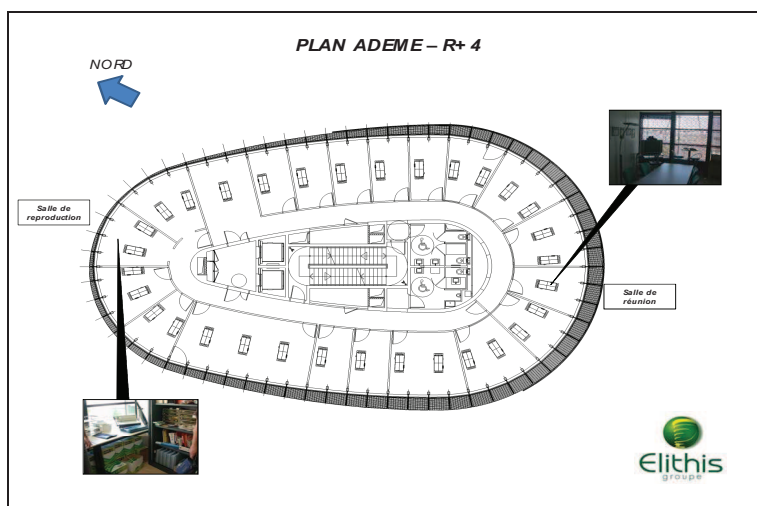 PLAN ADEME – R+ 4
NORD
Salle de
reproduction
Salle de
réunion
Elithis
groupe